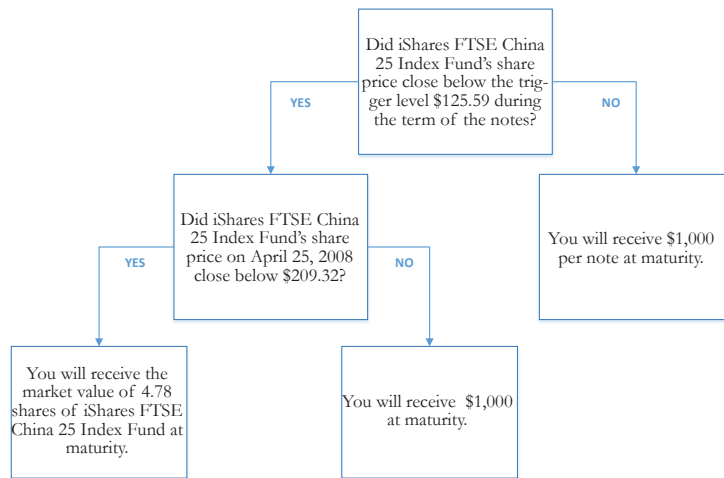 Did iShares FTSE China
25 Index Fund's share
price close below the trig-
ger level $125.59 during
the term of the notes?
YES
NO
Did iShares FTSE China
25 Index Fund's share
price on April 25, 2008
close below $209.32?
You will receive $1,000
per note at maturity.
YES
NO
You will receive the
market value of 4.78
shares of iShares FTSE
China 25 Index Fund at
maturity.
You will receive $1,000
at maturity.